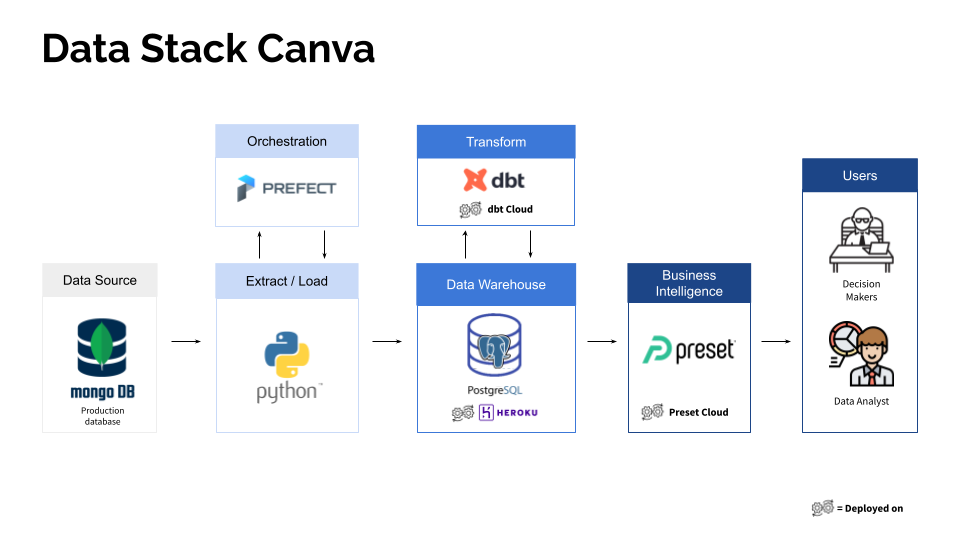 Data Stack Canva
Orchestration
PREFECT
Transform
dbt
dbt Cloud
Users
Decision
Makers
Data Analyst
Data Source
mongo DB
Production
database
Extract / Load
python™
Data Warehouse
PostgreSQL
HEROKU
Business
Intelligence
preset
Preset Cloud
= Deployed on